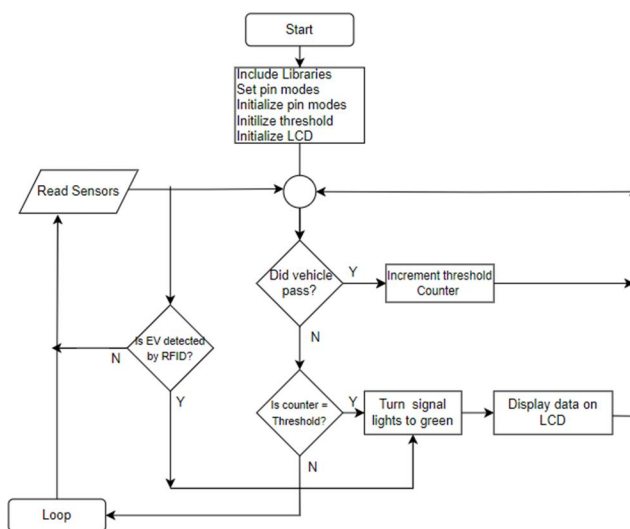 Start
Include Libraries
Set pin modes
Initialize pin modes
Initilize threshold
Initialize LCD
Read Sensors
Did vehicle
pass?
Y
Increment threshold
Counter
N
Is EV detected
by RFID?
N
Y
Is counter =
Threshold?
Y
Turn signal
lights to green
Display data on
LCD
N
Loop